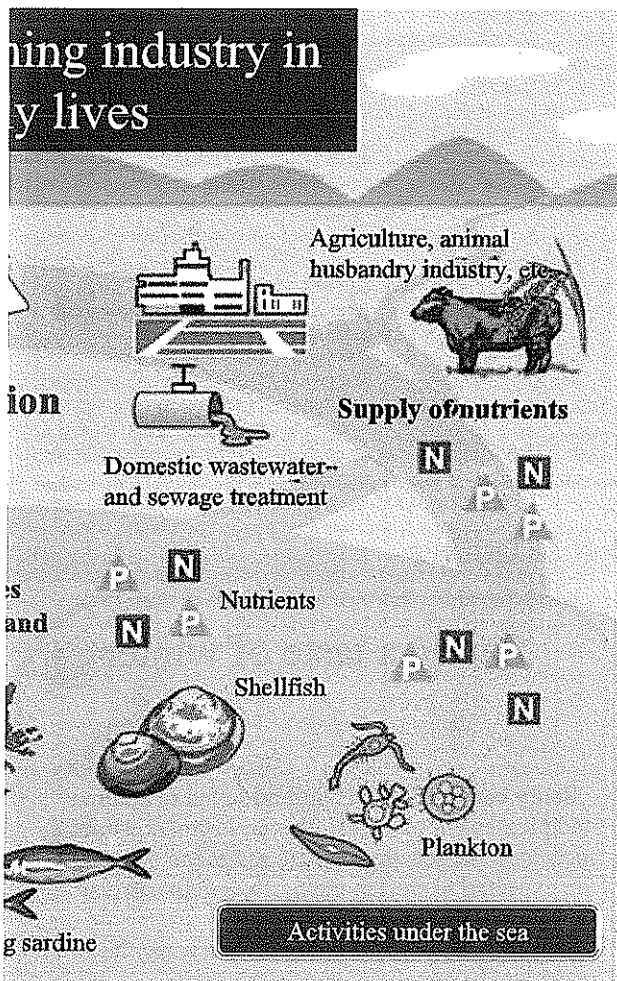 ning industry in
y lives
Agriculture, animal
husbandry industry, etc
ion
Supply of nutrients
Domestic wastewater
and sewage treatment
N
N
P
P
P
N
es
and
N
P
Nutrients
P
N
P
N
Shellfish
Plankton
g sardine
Activities under the sea